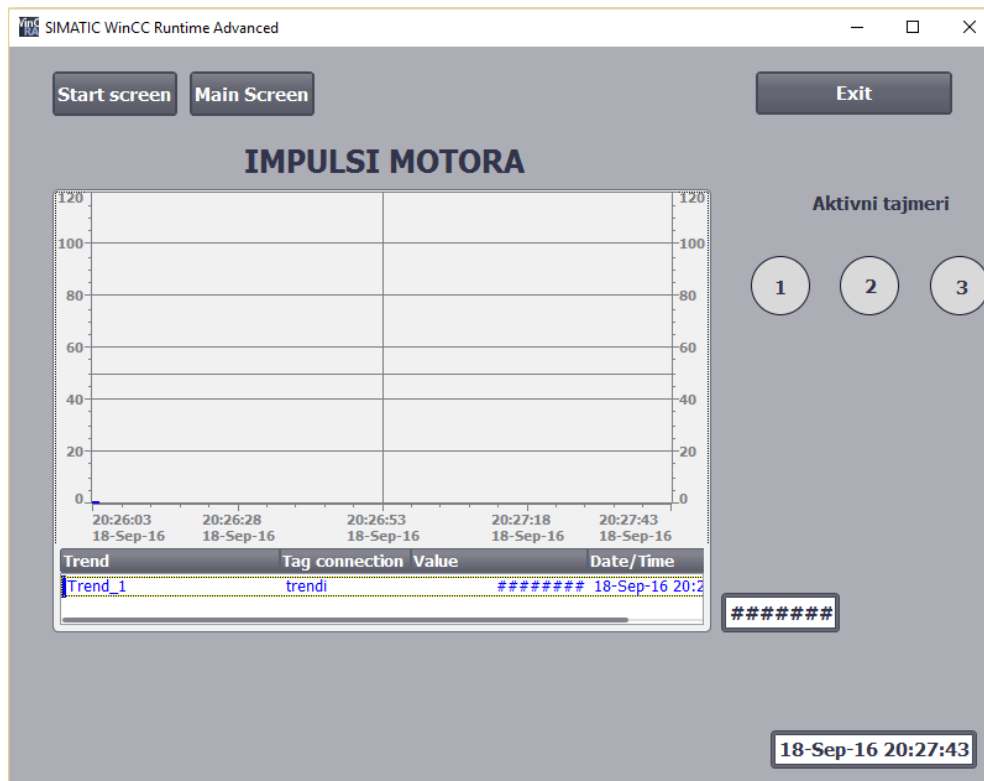 SIMATIC WinCC Runtime Advanced
Start screen Main Screen Exit
IMPULSI MOTORA
Aktivni tajmeri
1 2 3
120 120
100 100
80 80
60 60
40 40
20 20
0 0
20:26:03 20:26:28 20:26:53 20:27:18 20:27:43
18-Sep-16 18-Sep-16 18-Sep-16 18-Sep-16 18-Sep-16
Trend Tag connection Value Date/Time
Trend_1 trendi ######## 18-Sep-16 20:2
#######
18-Sep-16 20:27:43